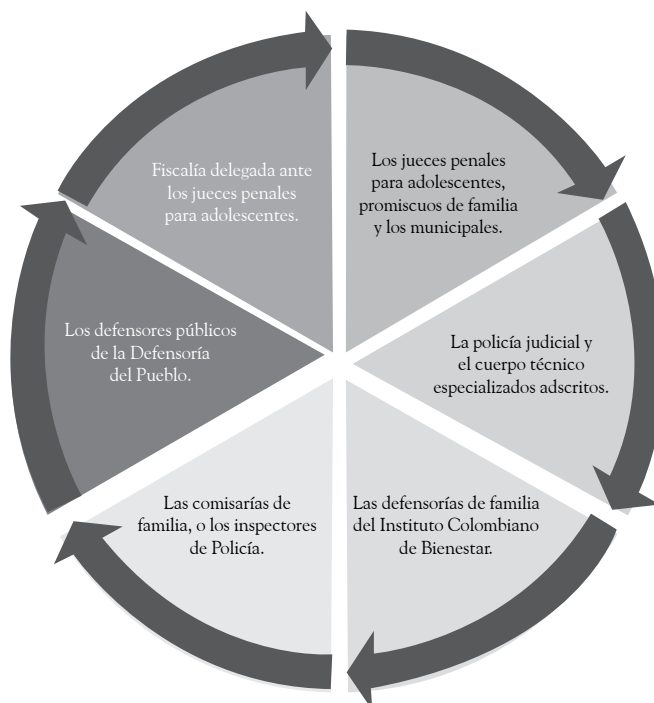 Fiscalía delegada ante
los jueces penales
para adolescentes.
Los jueces penales
para adolescentes,
promiscuos de familia
y los municipales.
La policía judicial y
el cuerpo técnico
especializados adscritos.
Las defensorías de familia
del Instituto Colombiano
de Bienestar.
Las comisarías de
familia, o los inspectores
de Policía.
Los defensores públicos
de la Defensoría
del Pueblo.